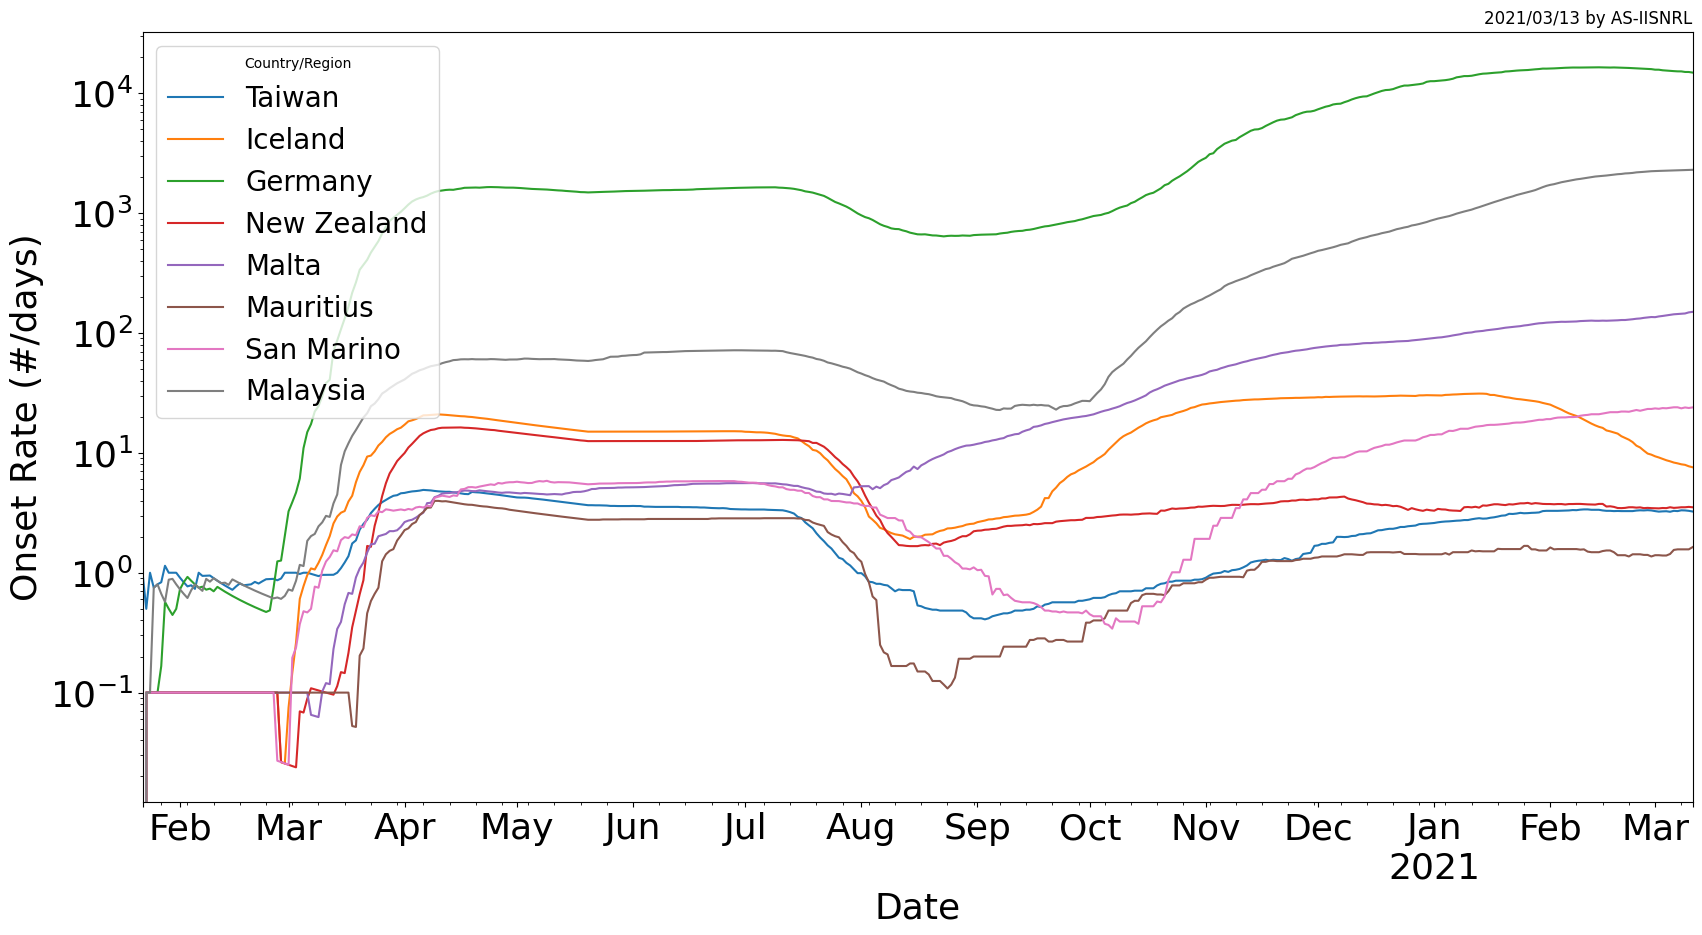 2021/03/13 by AS-IISNRL
Country/Region
Taiwan
Iceland
Germany
New Zealand
Malta
Mauritius
San Marino
Malaysia
Onset Rate (#/days)
10⁴
10³
10²
10¹
10⁰
10⁻¹
Feb Mar Apr May Jun Jul Aug Sep Oct Nov Dec Jan Feb Mar
2021
Date